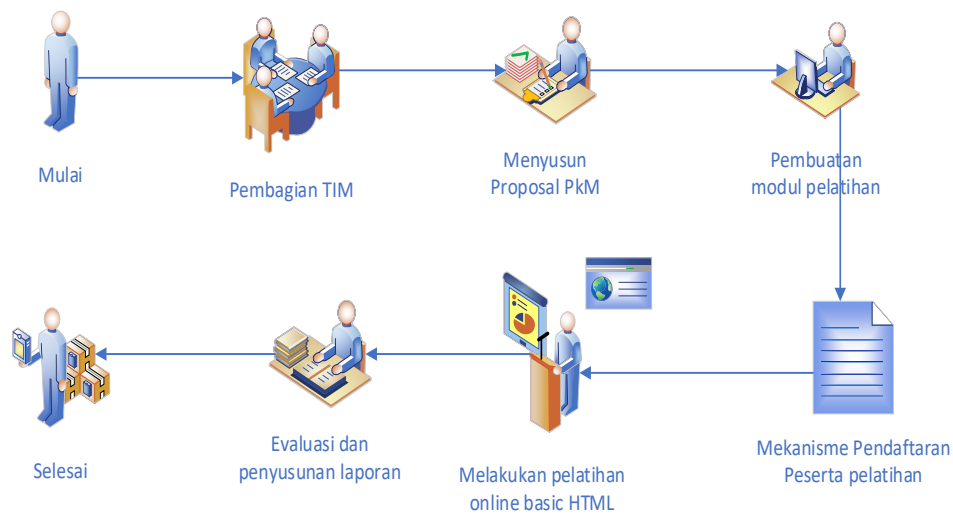 Mulai
Pembagian TIM
Menyusun
Proposal PkM
Pembuatan
modul pelatihan
Mekanisme Pendaftaran
Peserta pelatihan
Melakukan pelatihan
online basic HTML
Evaluasi dan
penyusunan laporan
Selesai